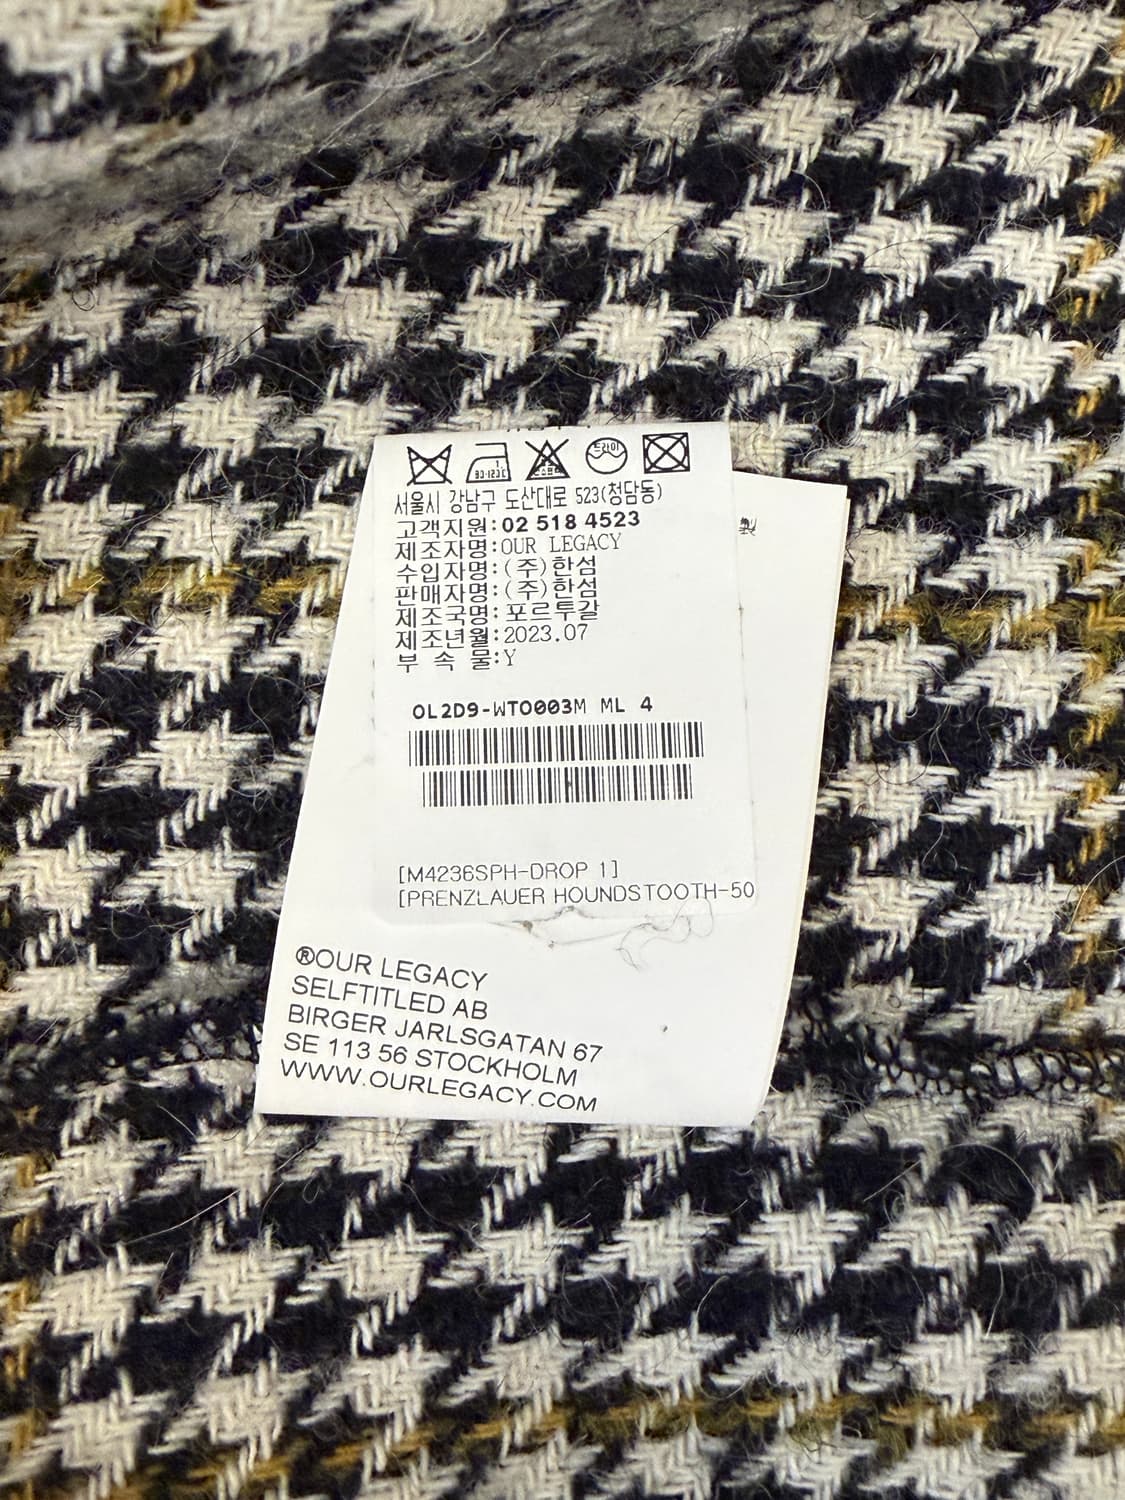 드라이
서울시 강남구 도산대로 523(청담동)
고객지원:02 518 4523
제조자명:OUR LEGACY
수입자명:(주)한섬
판매자명:(주)한섬
제조국명:포르투갈
제조년월:2023.07
부 속 물:Y
OL2D9-WTO003M ML 4
[M4236SPH-DROP 1]
[PRENZLAUER HOUNDSTOOTH-50
®OUR LEGACY
SELFTITLED AB
BIRGER JARLSGATAN 67
SE 113 56 STOCKHOLM
WWW.OURLEGACY.COM